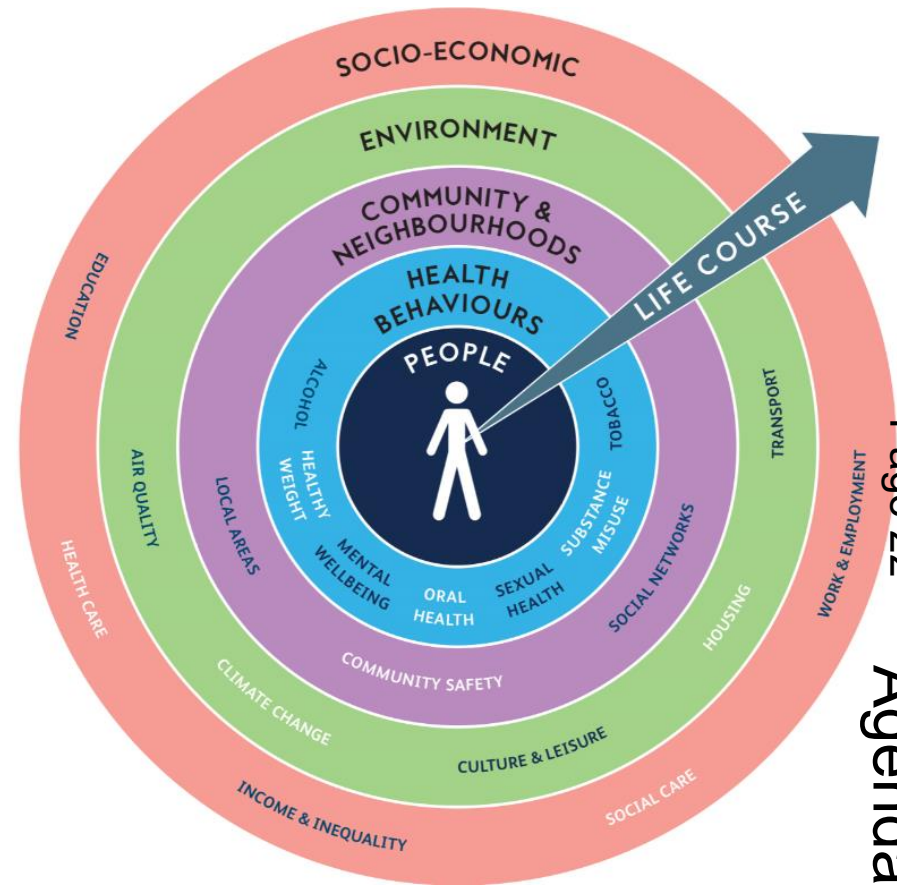 SOCIO-ECONOMIC
ENVIRONMENT
COMMUNITY &
NEIGHBOURHOODS
HEALTH
BEHAVIOURS
PEOPLE
LIFE COURSE
EDUCATION
HEALTH CARE
INCOME & INEQUALITY
SOCIAL CARE
WORK & EMPLOYMENT
AIR QUALITY
CLIMATE CHANGE
CULTURE & LEISURE
HOUSING
TRANSPORT
LOCAL AREAS
COMMUNITY SAFETY
SOCIAL NETWORKS
ALCOHOL
HEALTHY
WEIGHT
MENTAL
WELLBEING
ORAL
HEALTH
SEXUAL
HEALTH
SUBSTANCE
MISUSE
TOBACCO
Page 22
Agenda